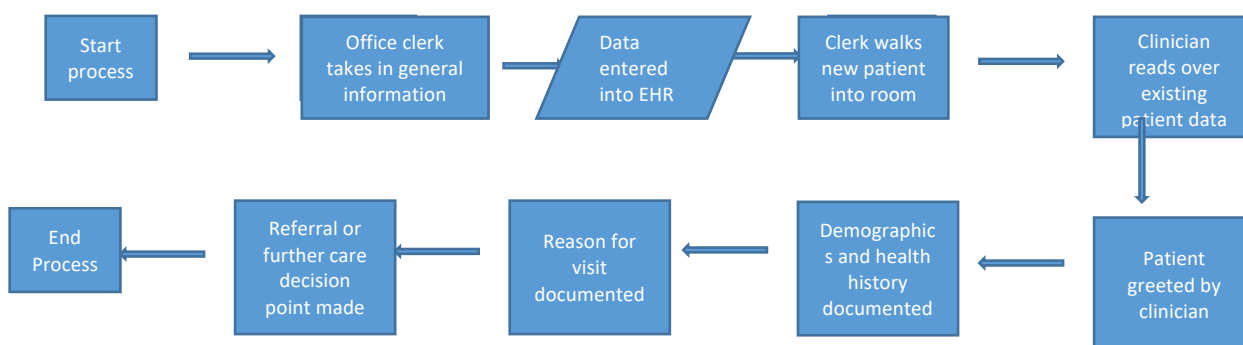 Start
process
Office clerk
takes in general
information
Data
entered
into EHR
Clerk walks
new patient
into room
Clinician
reads over
existing
patient data
Patient
greeted by
clinician
Demographic
s and health
history
documented
Reason for
visit
documented
Referral or
further care
decision
point made
End
Process